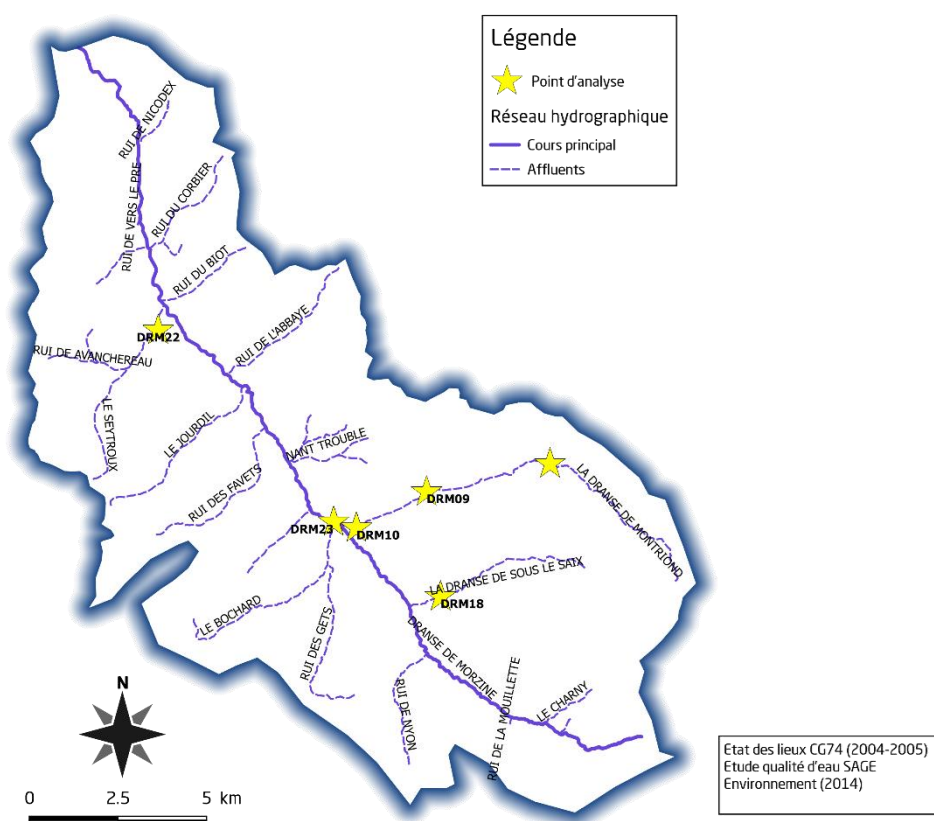 Légende
Point d'analyse
Réseau hydrographique
Cours principal
Affluents
RUI DE NICODEX
RUI DE VERS LE PRE
RUI DU CORBIER
RUI DU BIOT
DRM22
RUI DE L'ABBAYE
RUI DE AVANCHEREAU
LE SEYTROUX
LE JOURDIL
NANT TROUBLE
RUI DES FAVETS
DRM09
LA DRANSE DE MONTRIOND
DRM23
DRM10
LA DRANSE DE SOUS LE SAIX
DRM18
LE BOCHARD
RUI DES GETS
DRANSE DE MORZINE
RUI DE NYON
RUI DE LA MOUILLETTE
LE CHARNY
N
0 2.5 5 km
Etat des lieux CG74 (2004-2005)
Etude qualité d'eau SAGE
Environnement (2014)